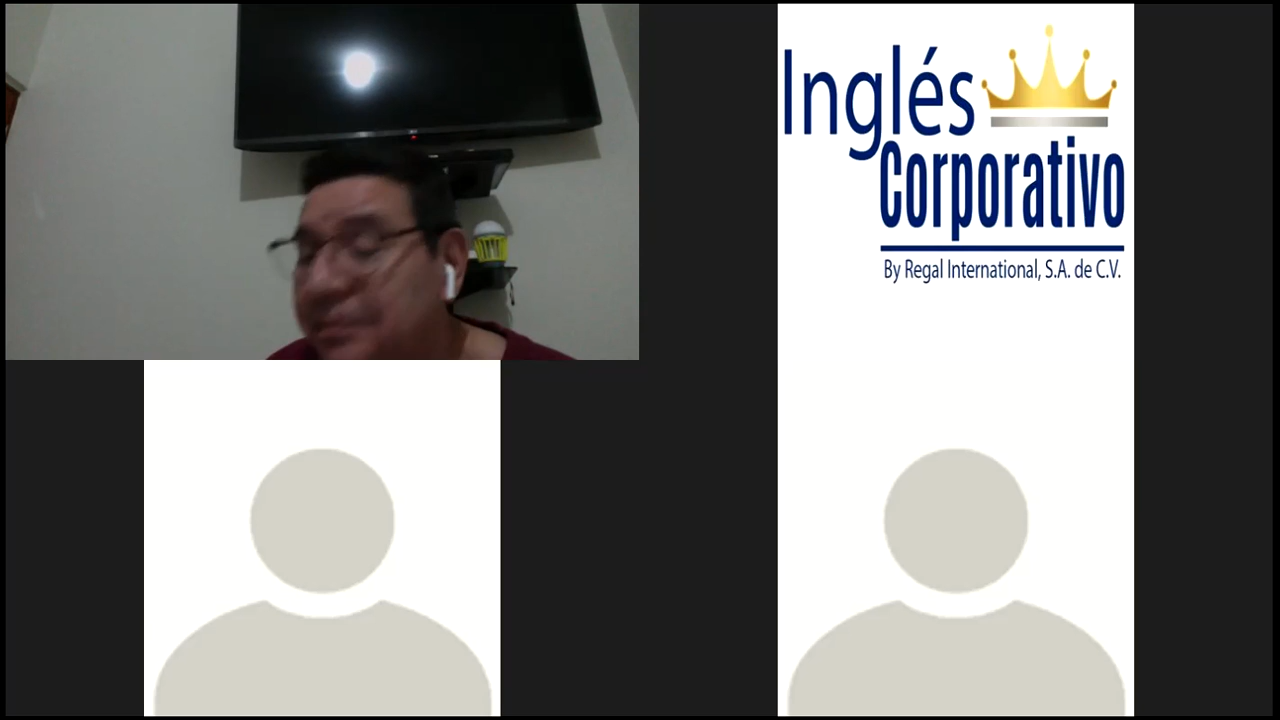 Inglés
Corporativo
By Regal International, S.A. de C.V.